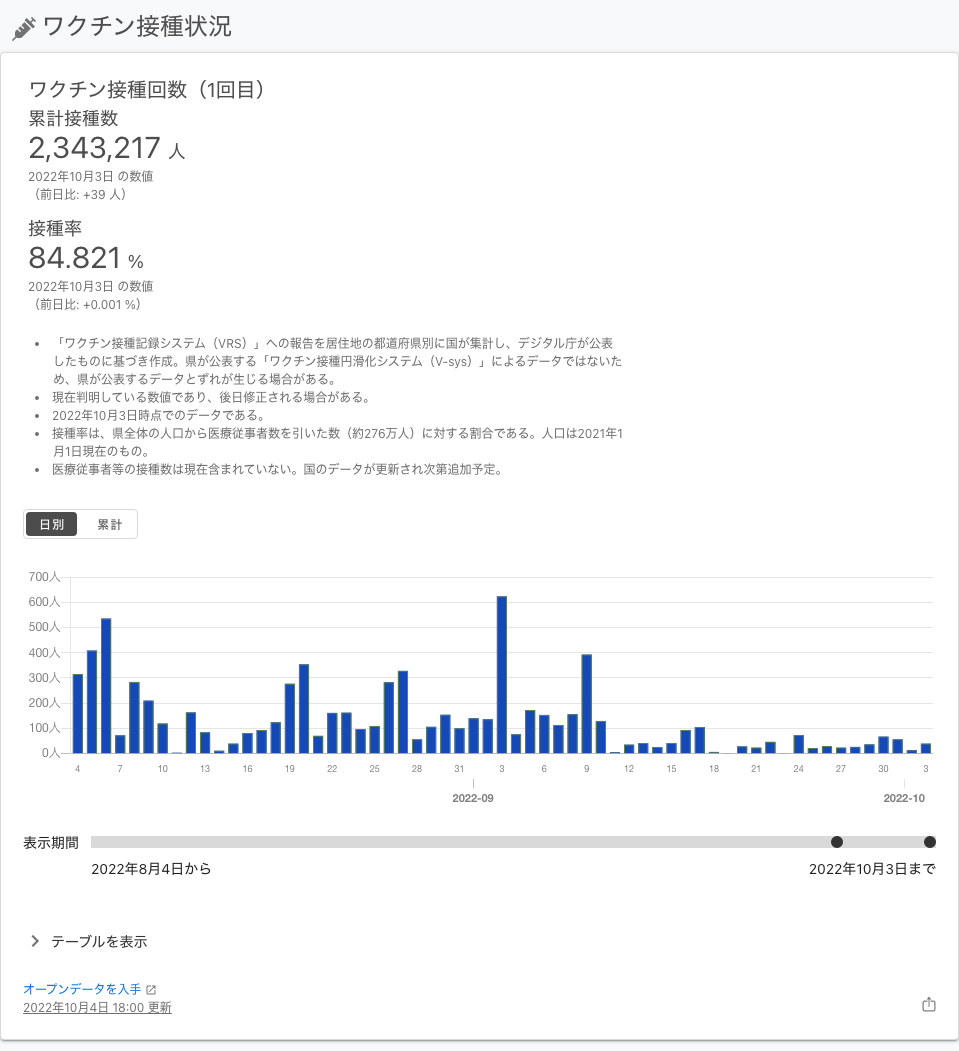 ワクチン接種状況
ワクチン接種回数（1回目）
累計接種数
2,343,217 人
2022年10月3日 の数値
（前日比: +39 人）
接種率
84.821 %
2022年10月3日 の数値
（前日比: +0.001 %）
• 「ワクチン接種記録システム（VRS）」への報告を居住地の都道府県別に国が集計し、デジタル庁が公表
したものに基づき作成。県が公表する「ワクチン接種円滑化システム（V-sys）」によるデータではないた
め、県が公表するデータとずれが生じる場合がある。
• 現在判明している数値であり、後日修正される場合がある。
• 2022年10月3日時点でのデータである。
• 接種率は、県全体の人口から医療従事者数を引いた数（約276万人）に対する割合である。人口は2021年1
月1日現在のもの。
• 医療従事者等の接種数は現在含まれていない。国のデータが更新され次第追加予定。
日別 累計
700人
600人
500人
400人
300人
200人
100人
0人
4 7 10 13 16 19 22 25 28 31 3 6 9 12 15 18 21 24 27 30 3
2022-09 2022-10
表示期間
2022年8月4日から 2022年10月3日まで
テーブルを表示
オープンデータを入手
2022年10月4日 18:00 更新